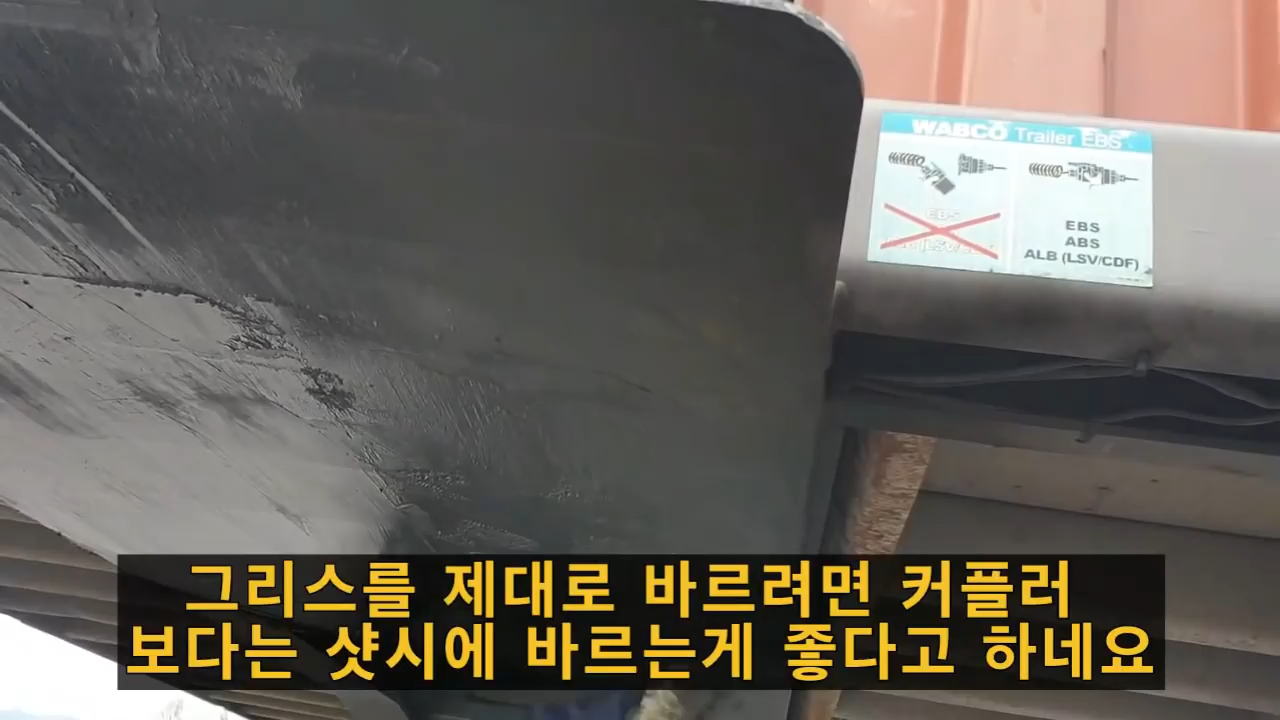 WABCO Trailer EBS
EBS
EBS
ABS
ALB (LSV/CDF)
그리스를 제대로 바르려면 커플러
보다는 샷시에 바르는게 좋다고 하네요